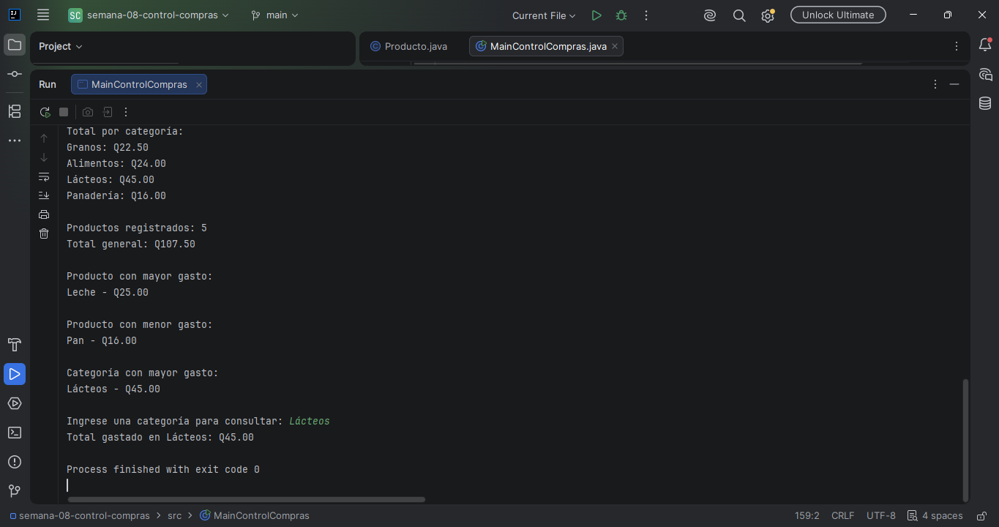 SC semana-08-control-compras main Current File Unlock Ultimate
Project
Producto.java MainControlCompras.java
Run MainControlCompras
Total por categoría:
Granos: Q22.50
Alimentos: Q24.00
Lácteos: Q45.00
Panadería: Q16.00
Productos registrados: 5
Total general: Q107.50
Producto con mayor gasto:
Leche - Q25.00
Producto con menor gasto:
Pan - Q16.00
Categoría con mayor gasto:
Lácteos - Q45.00
Ingrese una categoría para consultar: Lácteos
Total gastado en Lácteos: Q45.00
Process finished with exit code 0
semana-08-control-compras > src > MainControlCompras 159:2 CRLF UTF-8 4 spaces